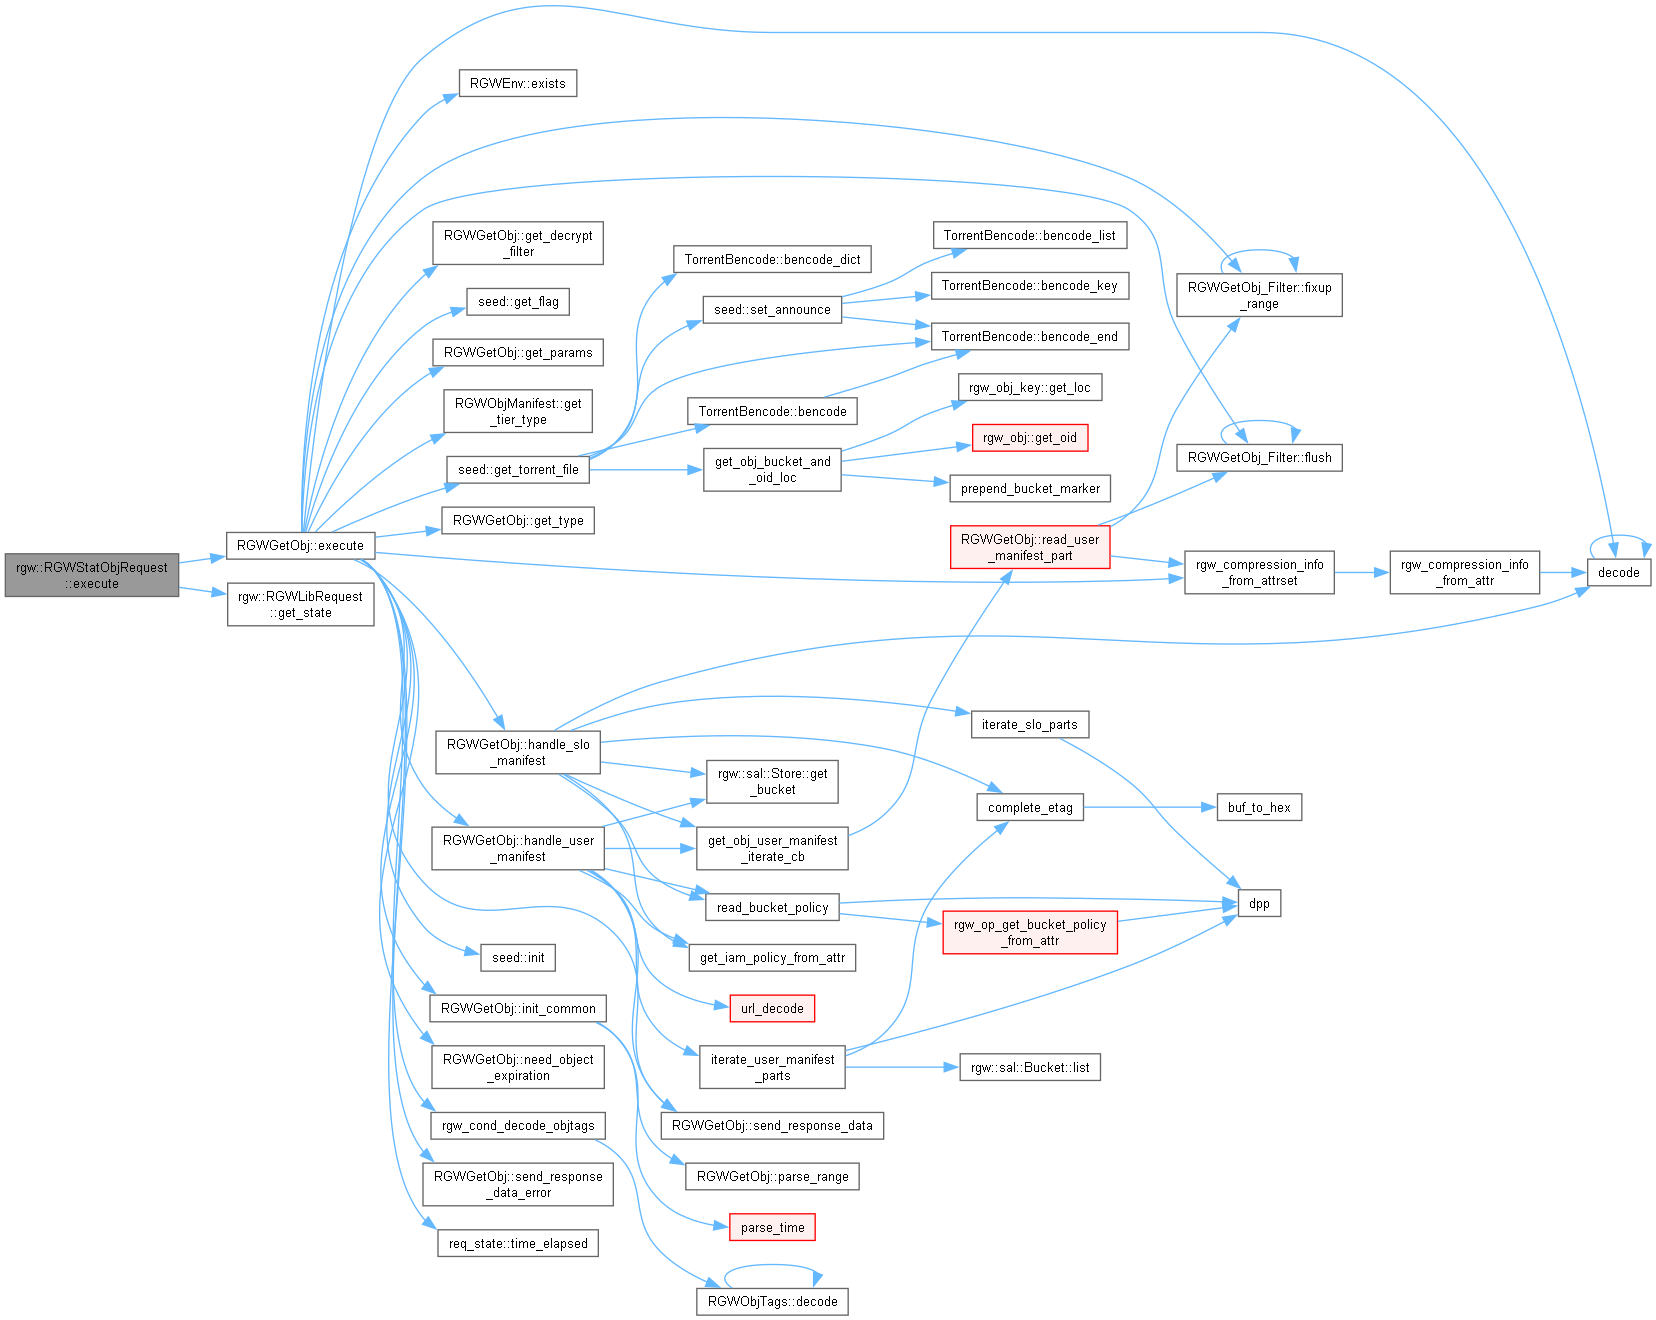 rgw::RGWStatObjRequest
::execute
RGWGetObj::execute
rgw::RGWLibRequest
::get_state
RGWEnv::exists
RGWGetObj::get_decrypt
_filter
seed::get_flag
RGWGetObj::get_params
RGWObjManifest::get
_tier_type
seed::get_torrent_file
RGWGetObj::get_type
RGWGetObj::handle_slo
_manifest
RGWGetObj::handle_user
_manifest
seed::init
RGWGetObj::init_common
RGWGetObj::need_object
_expiration
rgw_cond_decode_objtags
RGWGetObj::send_response
_data_error
req_state::time_elapsed
TorrentBencode::bencode_dict
seed::set_announce
TorrentBencode::bencode
get_obj_bucket_and
_oid_loc
rgw::sal::Store::get
_bucket
get_obj_user_manifest
_iterate_cb
read_bucket_policy
get_iam_policy_from_attr
url_decode
iterate_user_manifest
_parts
RGWGetObj::send_response_data
RGWGetObj::parse_range
parse_time
RGWObjTags::decode
TorrentBencode::bencode_list
TorrentBencode::bencode_key
TorrentBencode::bencode_end
rgw_obj_key::get_loc
rgw_obj::get_oid
prepend_bucket_marker
RGWGetObj::read_user
_manifest_part
iterate_slo_parts
complete_etag
rgw_op_get_bucket_policy
_from_attr
rgw::sal::Bucket::list
RGWGetObj_Filter::fixup
_range
RGWGetObj_Filter::flush
rgw_compression_info
_from_attrset
buf_to_hex
dpp
rgw_compression_info
_from_attr
decode